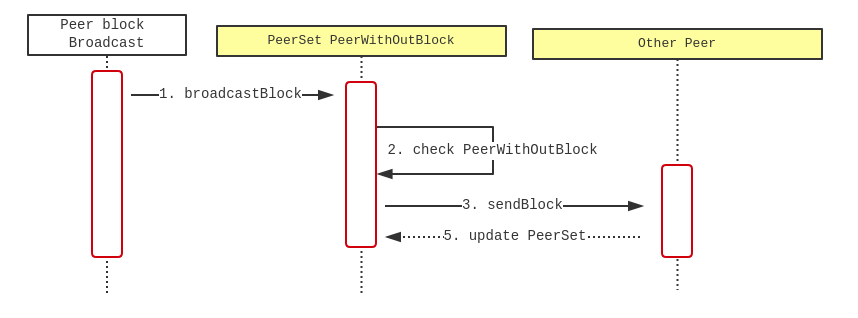 Peer block
Broadcast
PeerSet PeerWithOutBlock
Other Peer
1. broadcastBlock
2. check PeerWithOutBlock
3. sendBlock
5. update PeerSet